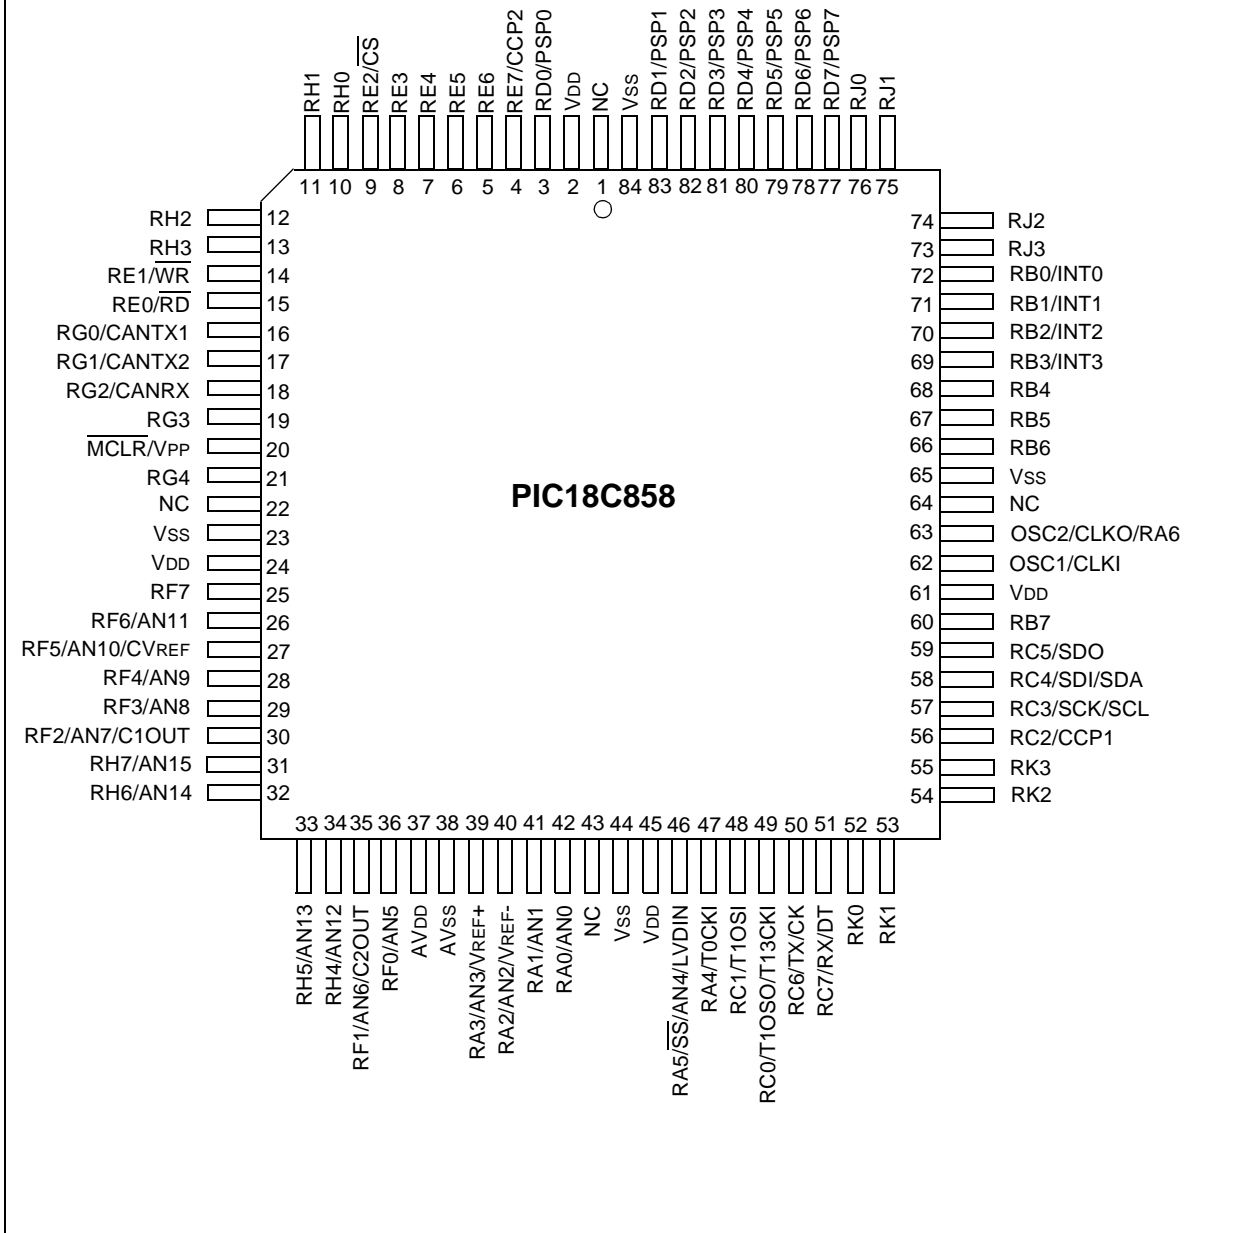 RH1
RH0
RE2/CS
RE3
RE4
RE5
RE6
RE7/CCP2
RD0/PSP0
VDD
NC
VSS
RD1/PSP1
RD2/PSP2
RD3/PSP3
RD4/PSP4
RD5/PSP5
RD6/PSP6
RD7/PSP7
RJ0
RJ1
11 10 9 8 7 6 5 4 3 2 1 84 83 82 81 80 79 78 77 76 75
RH2 12
RH3 13
RE1/WR 14
RE0/RD 15
RG0/CANTX1 16
RG1/CANTX2 17
RG2/CANRX 18
RG3 19
MCLR/VPP 20
RG4 21
NC 22
VSS 23
VDD 24
RF7 25
RF6/AN11 26
RF5/AN10/CVREF 27
RF4/AN9 28
RF3/AN8 29
RF2/AN7/C1OUT 30
RH7/AN15 31
RH6/AN14 32
PIC18C858
74 RJ2
73 RJ3
72 RB0/INT0
71 RB1/INT1
70 RB2/INT2
69 RB3/INT3
68 RB4
67 RB5
66 RB6
65 VSS
64 NC
63 OSC2/CLKO/RA6
62 OSC1/CLKI
61 VDD
60 RB7
59 RC5/SDO
58 RC4/SDI/SDA
57 RC3/SCK/SCL
56 RC2/CCP1
55 RK3
54 RK2
33 34 35 36 37 38 39 40 41 42 43 44 45 46 47 48 49 50 51 52 53
RH5/AN13
RH4/AN12
RF1/AN6/C2OUT
RF0/AN5
AVDD
AVSS
RA3/AN3/VREF+
RA2/AN2/VREF-
RA1/AN1
RA0/AN0
NC
VSS
VDD
RA5/SS/AN4/LVDIN
RA4/T0CKI
RC1/T1OSI
RC0/T1OSO/T13CKI
RC6/TX/CK
RC7/RX/DT
RK0
RK1